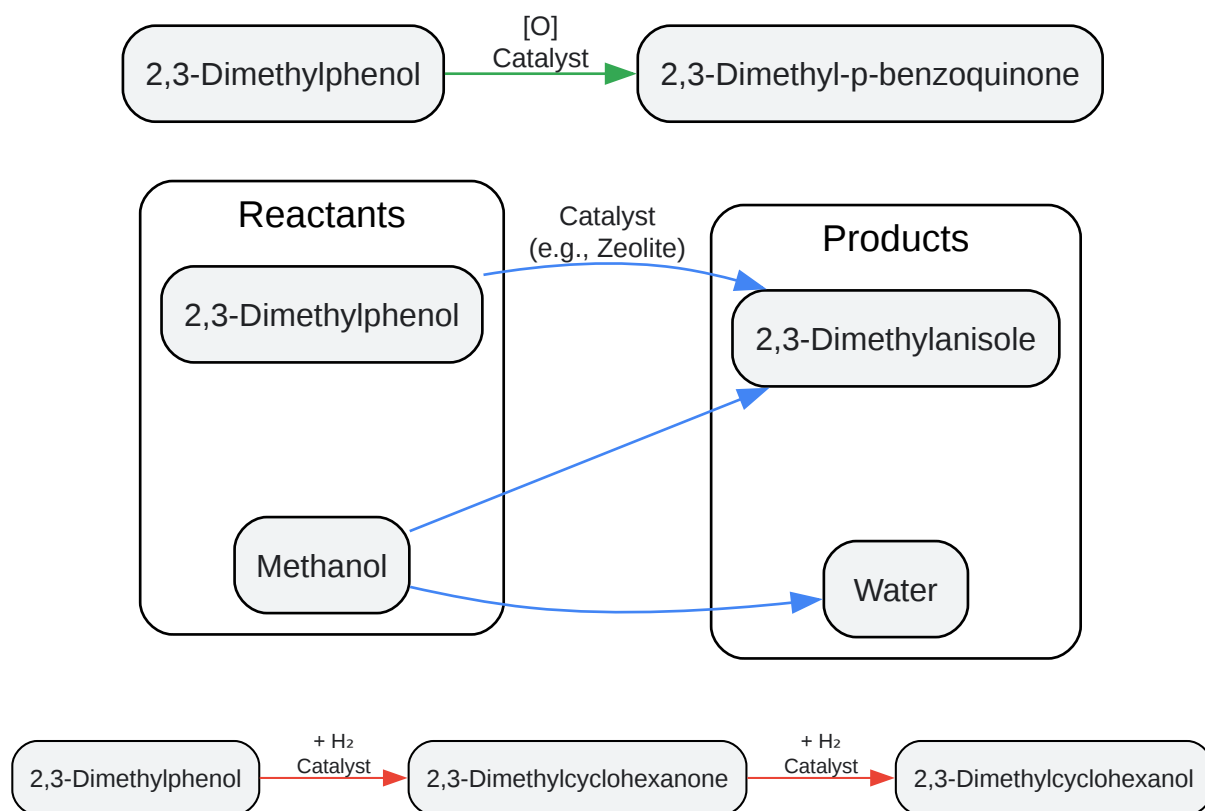 [O]
Catalyst
2,3-Dimethylphenol
2,3-Dimethyl-p-benzoquinone
Reactants
Catalyst
(e.g., Zeolite)
Products
2,3-Dimethylphenol
2,3-Dimethylanisole
Methanol
Water
+ H₂
Catalyst
+ H₂
Catalyst
2,3-Dimethylphenol
2,3-Dimethylcyclohexanone
2,3-Dimethylcyclohexanol